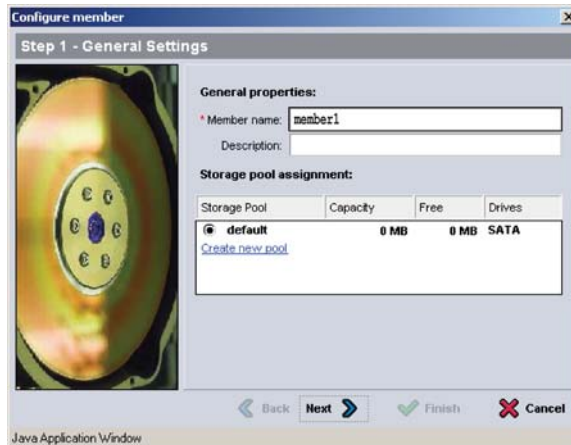 Configure member
Step 1 - General Settings
General properties:
* Member name: member1
Description:
Storage pool assignment:
Storage Pool Capacity Free Drives
default 0 MB 0 MB SATA
Create new pool
Back Next Finish Cancel
Java Application Window